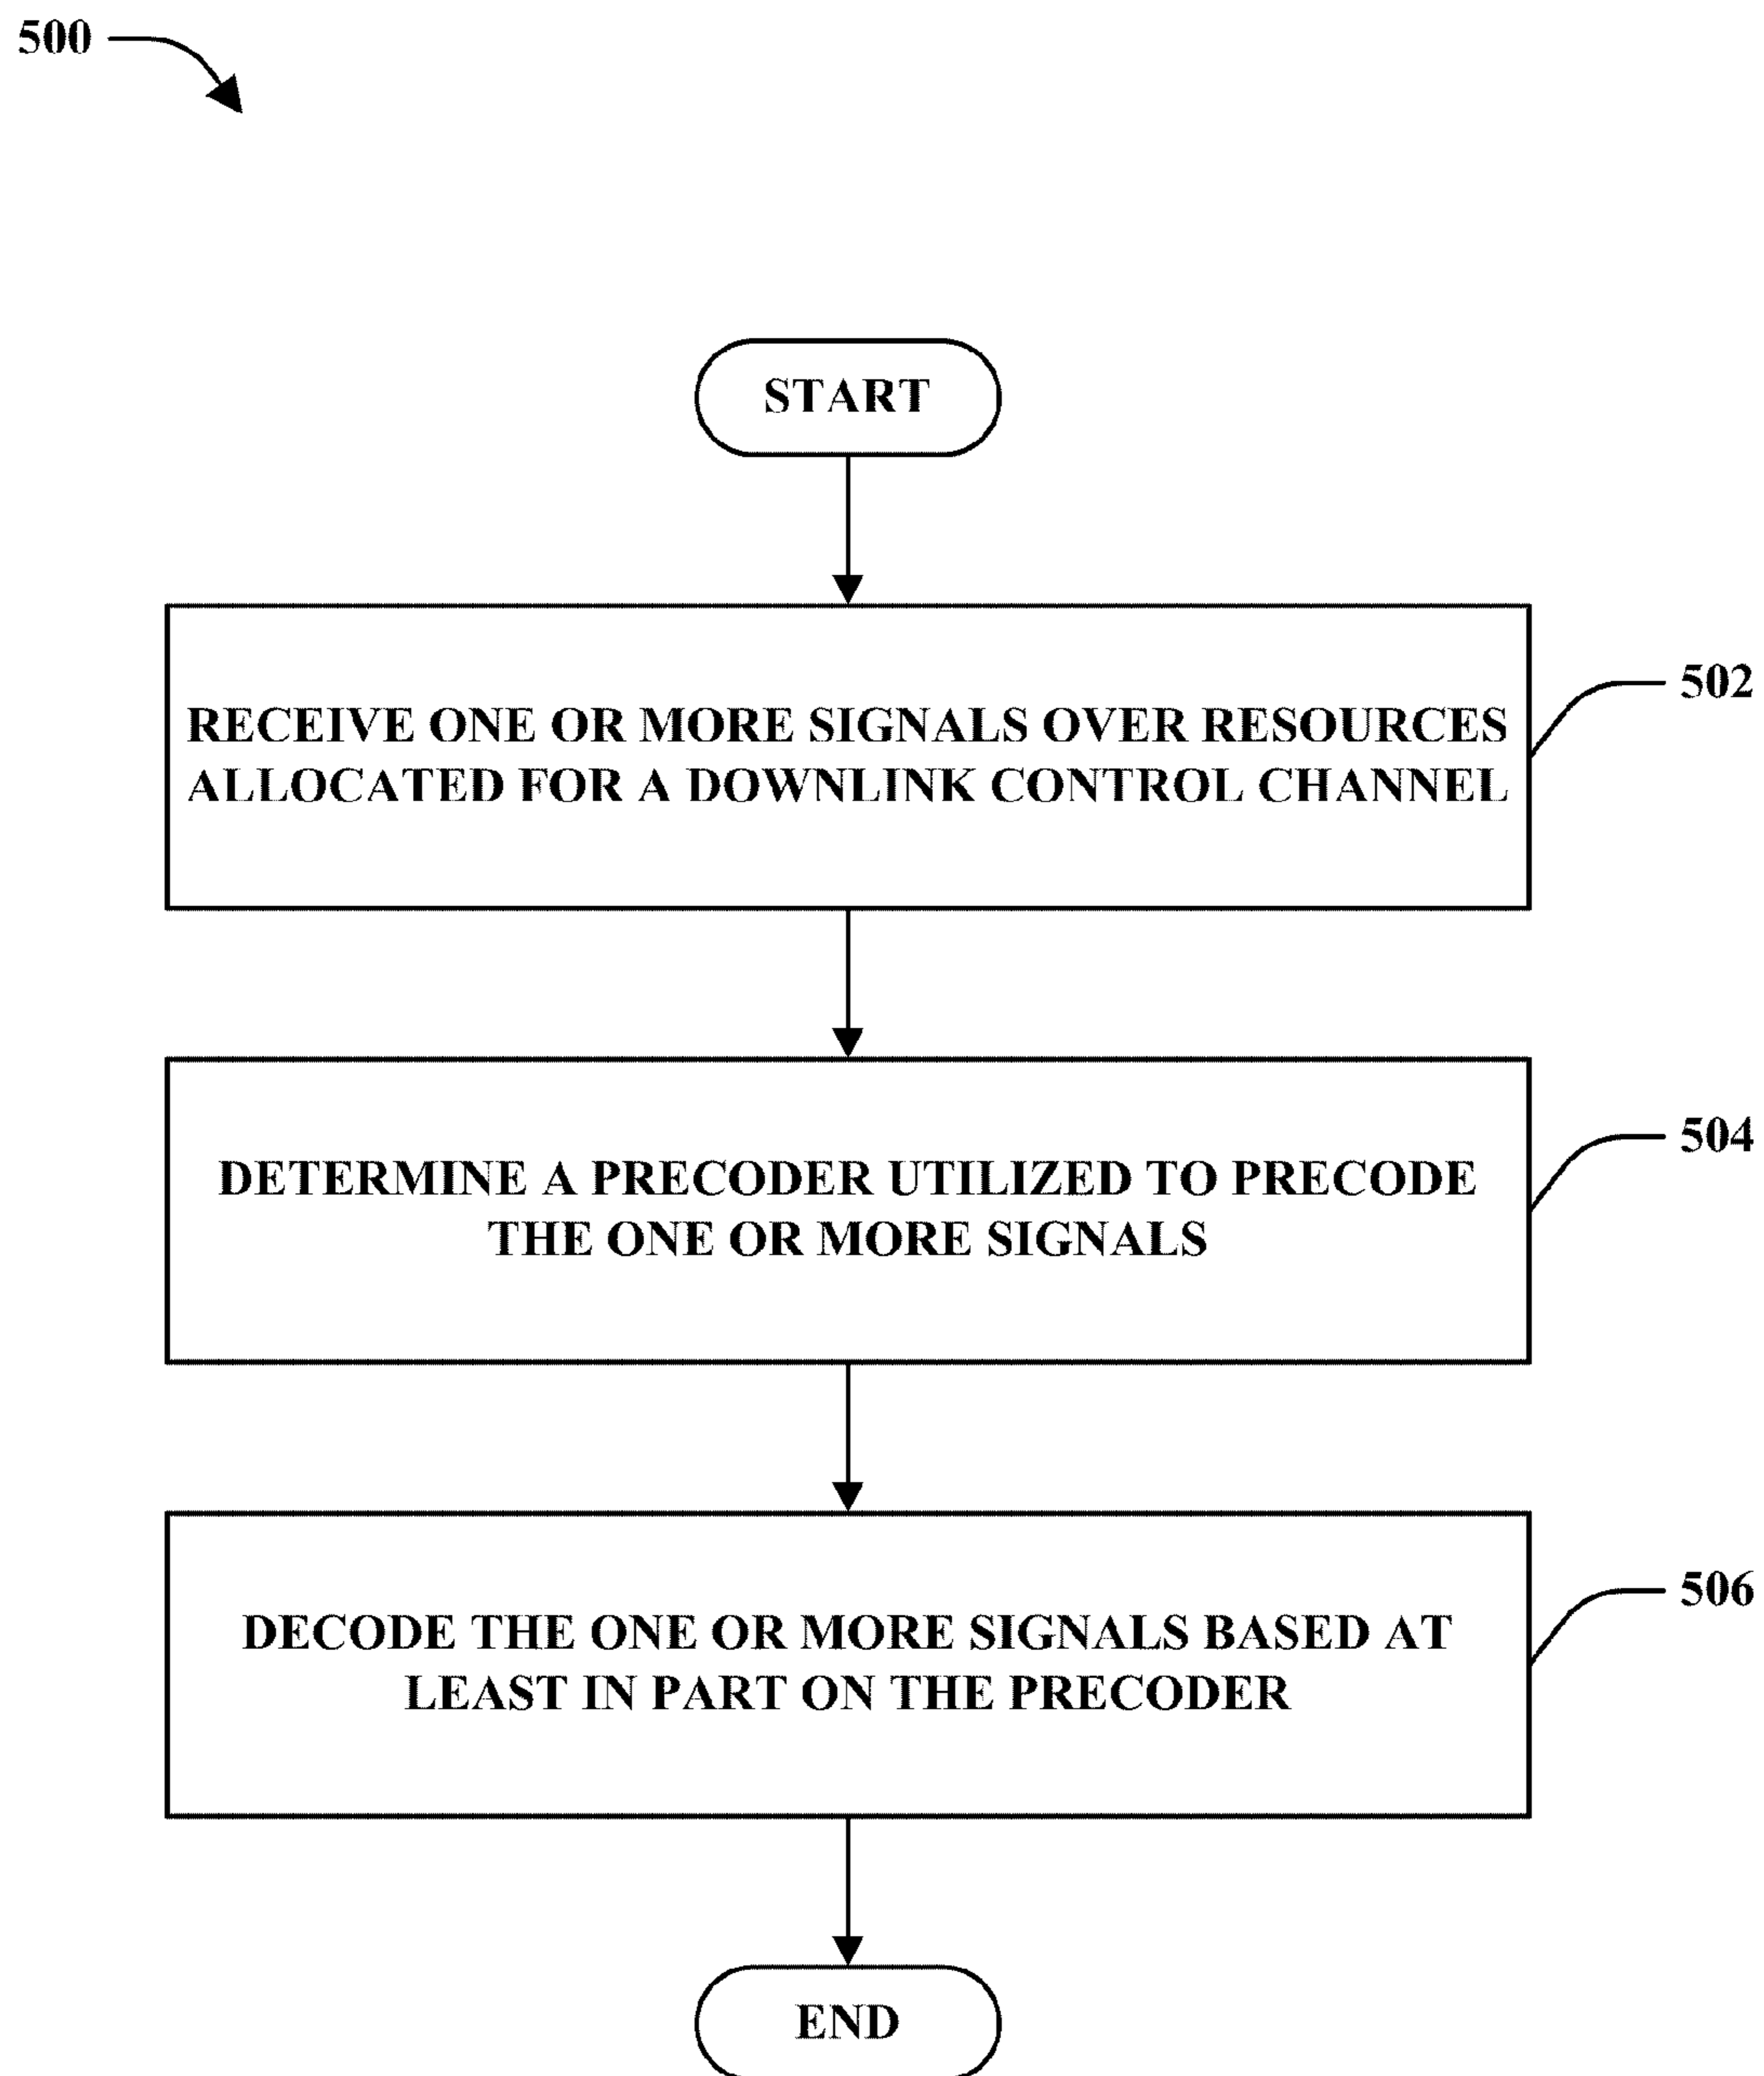 500
START
RECEIVE ONE OR MORE SIGNALS OVER RESOURCES
ALLOCATED FOR A DOWNLINK CONTROL CHANNEL
502
DETERMINE A PRECODER UTILIZED TO PRECODE
THE ONE OR MORE SIGNALS
504
DECODE THE ONE OR MORE SIGNALS BASED AT
LEAST IN PART ON THE PRECODER
506
END